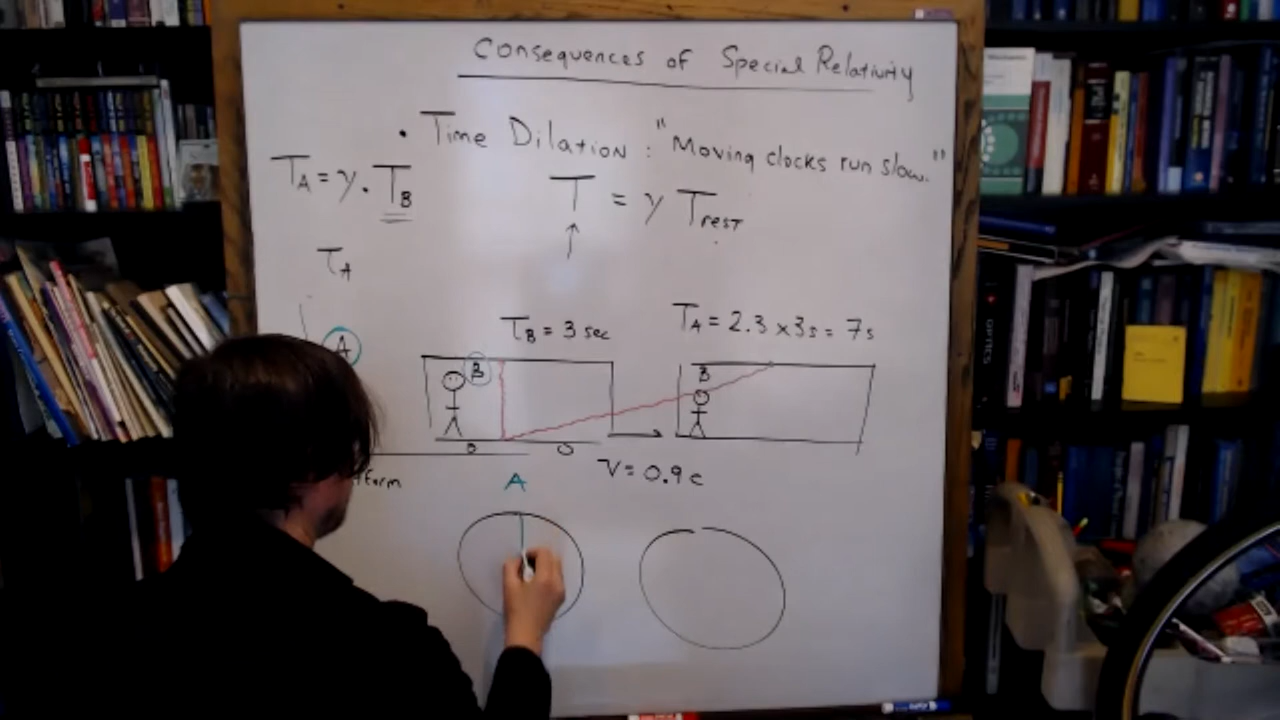 Consequences of Special Relativity
• Time Dilation : "Moving clocks run slow."
T_A = γ · T_B
T = γ T_rest
T_A
T_B = 3 sec
T_A = 2.3 × 3s = 7s
A
B
B
V = 0.9c
A